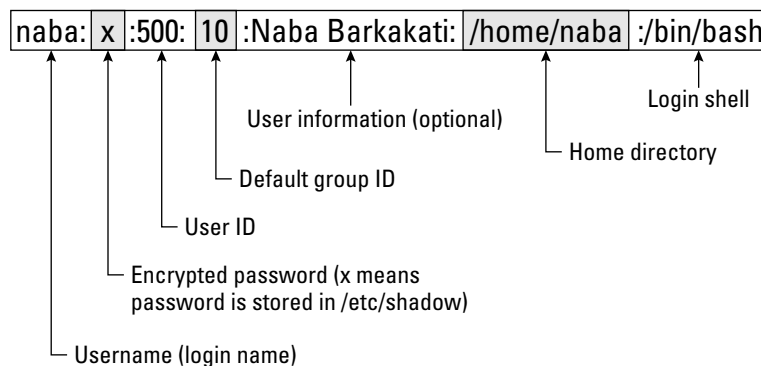 naba: x :500: 10 :Naba Barkakati: /home/naba :/bin/bash
Login shell
User information (optional)
Home directory
Default group ID
User ID
Encrypted password (x means
password is stored in /etc/shadow)
Username (login name)